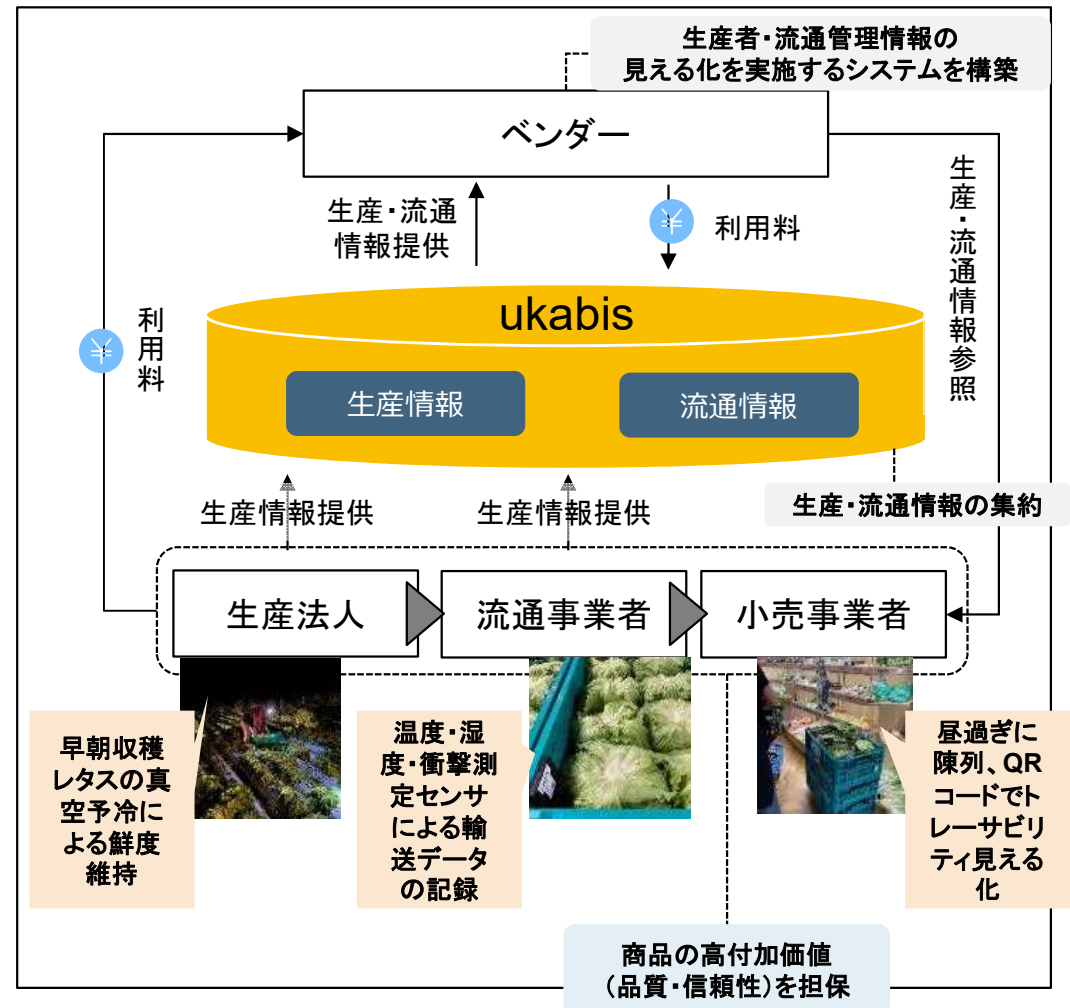 生産者・流通管理情報の
見える化を実施するシステムを構築
ベンダー
生産・流通
情報提供
利用料
生産・流通情報参照
利用料
ukabis
生産情報
流通情報
生産・流通情報の集約
生産情報提供
生産情報提供
生産法人
流通事業者
小売事業者
早朝収穫
レタスの真
空予冷に
よる鮮度
維持
温度・湿
度・衝撃測
定センサ
による輸
送データ
の記録
昼過ぎに
陳列、QR
コードでト
レーサビリ
ティ見える
化
商品の高付加価値
（品質・信頼性）を担保